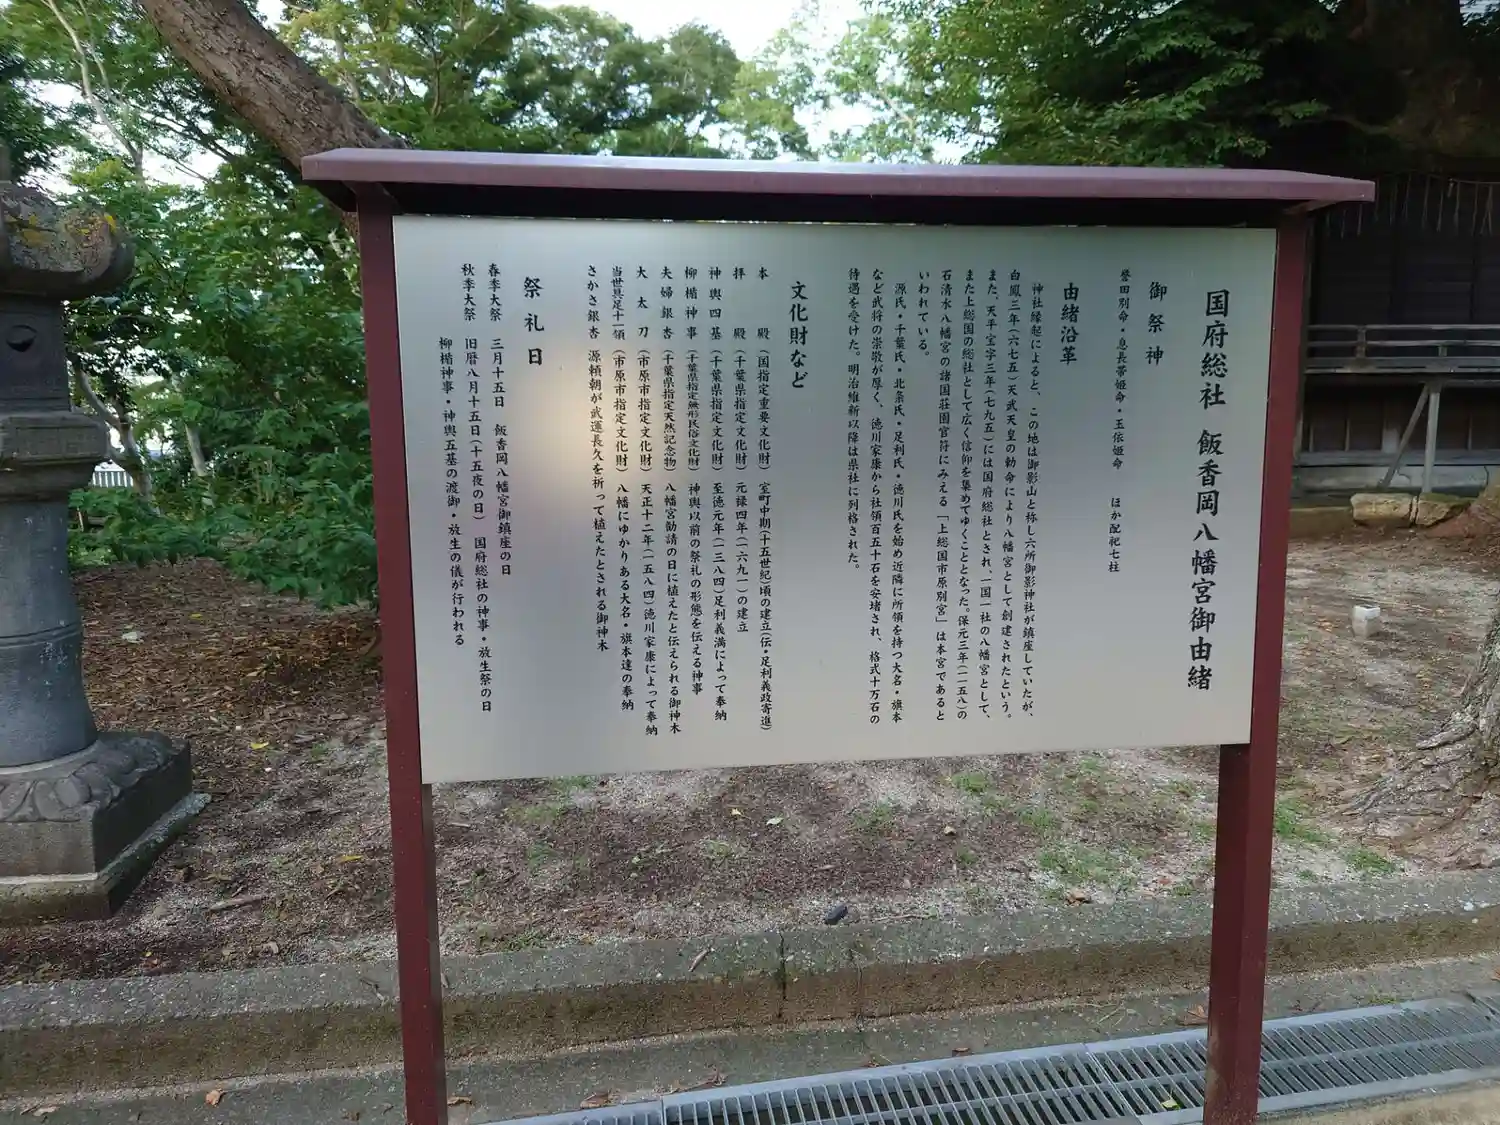 国府総社 飯香岡八幡宮御由緒
御祭神
誉田別命・息長帯姫命・玉依姫命 ほか配祀七柱
由緒沿革
神社縁起によると、この地は御影山と称し六所御影神社が鎮座していたが、
白鳳三年(六七五)天武天皇の勅命により八幡宮として創建されたという。
また、天平宝字三年(七五九)には国府総社とされ、一国一社の八幡宮として、
また上総国の総社として広く信仰を集めてゆくこととなった。保元三年(一一五八)の
石清水八幡宮の諸国荘園官符にみえる「上総国市原別宮」は本宮であると
いわれている。
源氏・千葉氏・北条氏・足利氏・徳川氏を始め近隣に所領を持つ大名・旗本
など武将の崇敬が厚く、徳川家康から社領百五十石を安堵され、格式十万石の
待遇を受けた。明治維新以降は県社に列格された。
文化財など
本殿(国指定重要文化財) 室町中期(十五世紀)頃の建立(伝・足利義政寄進)
拝殿(千葉県指定文化財) 元禄四年(一六九一)の建立
神輿四基(千葉県指定文化財) 至徳元年(一三八四)足利義満によって奉納
柳楯神事(千葉県指定無形民俗文化財) 神輿以前の祭礼の形態を伝える神事
夫婦銀杏(千葉県指定天然記念物) 八幡宮勧請の日に植えたと伝えられる御神木
大太刀(市原市指定文化財) 天正十二年(一五八四)徳川家康によって奉納
当世具足十一領(市原市指定文化財) 八幡にゆかりある大名・旗本達の奉納
さかさ銀杏 源頼朝が武運長久を祈って植えたとされる御神木
祭礼日
春季大祭 三月十五日 飯香岡八幡宮御鎮座の日
秋季大祭 旧暦八月十五日(十五夜の日) 国府総社の神事・放生祭の日
柳楯神事・神輿五基の渡御・放生の儀が行われる